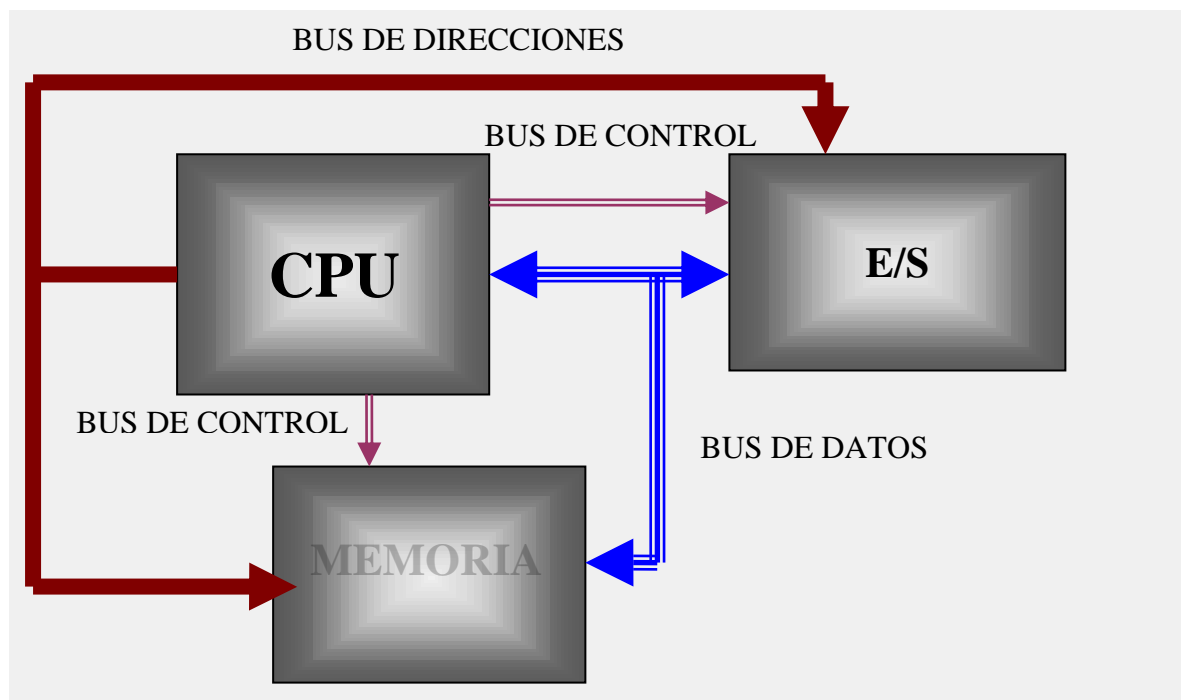 BUS DE DIRECCIONES
BUS DE CONTROL
CPU
E/S
BUS DE CONTROL
BUS DE DATOS
MEMORIA